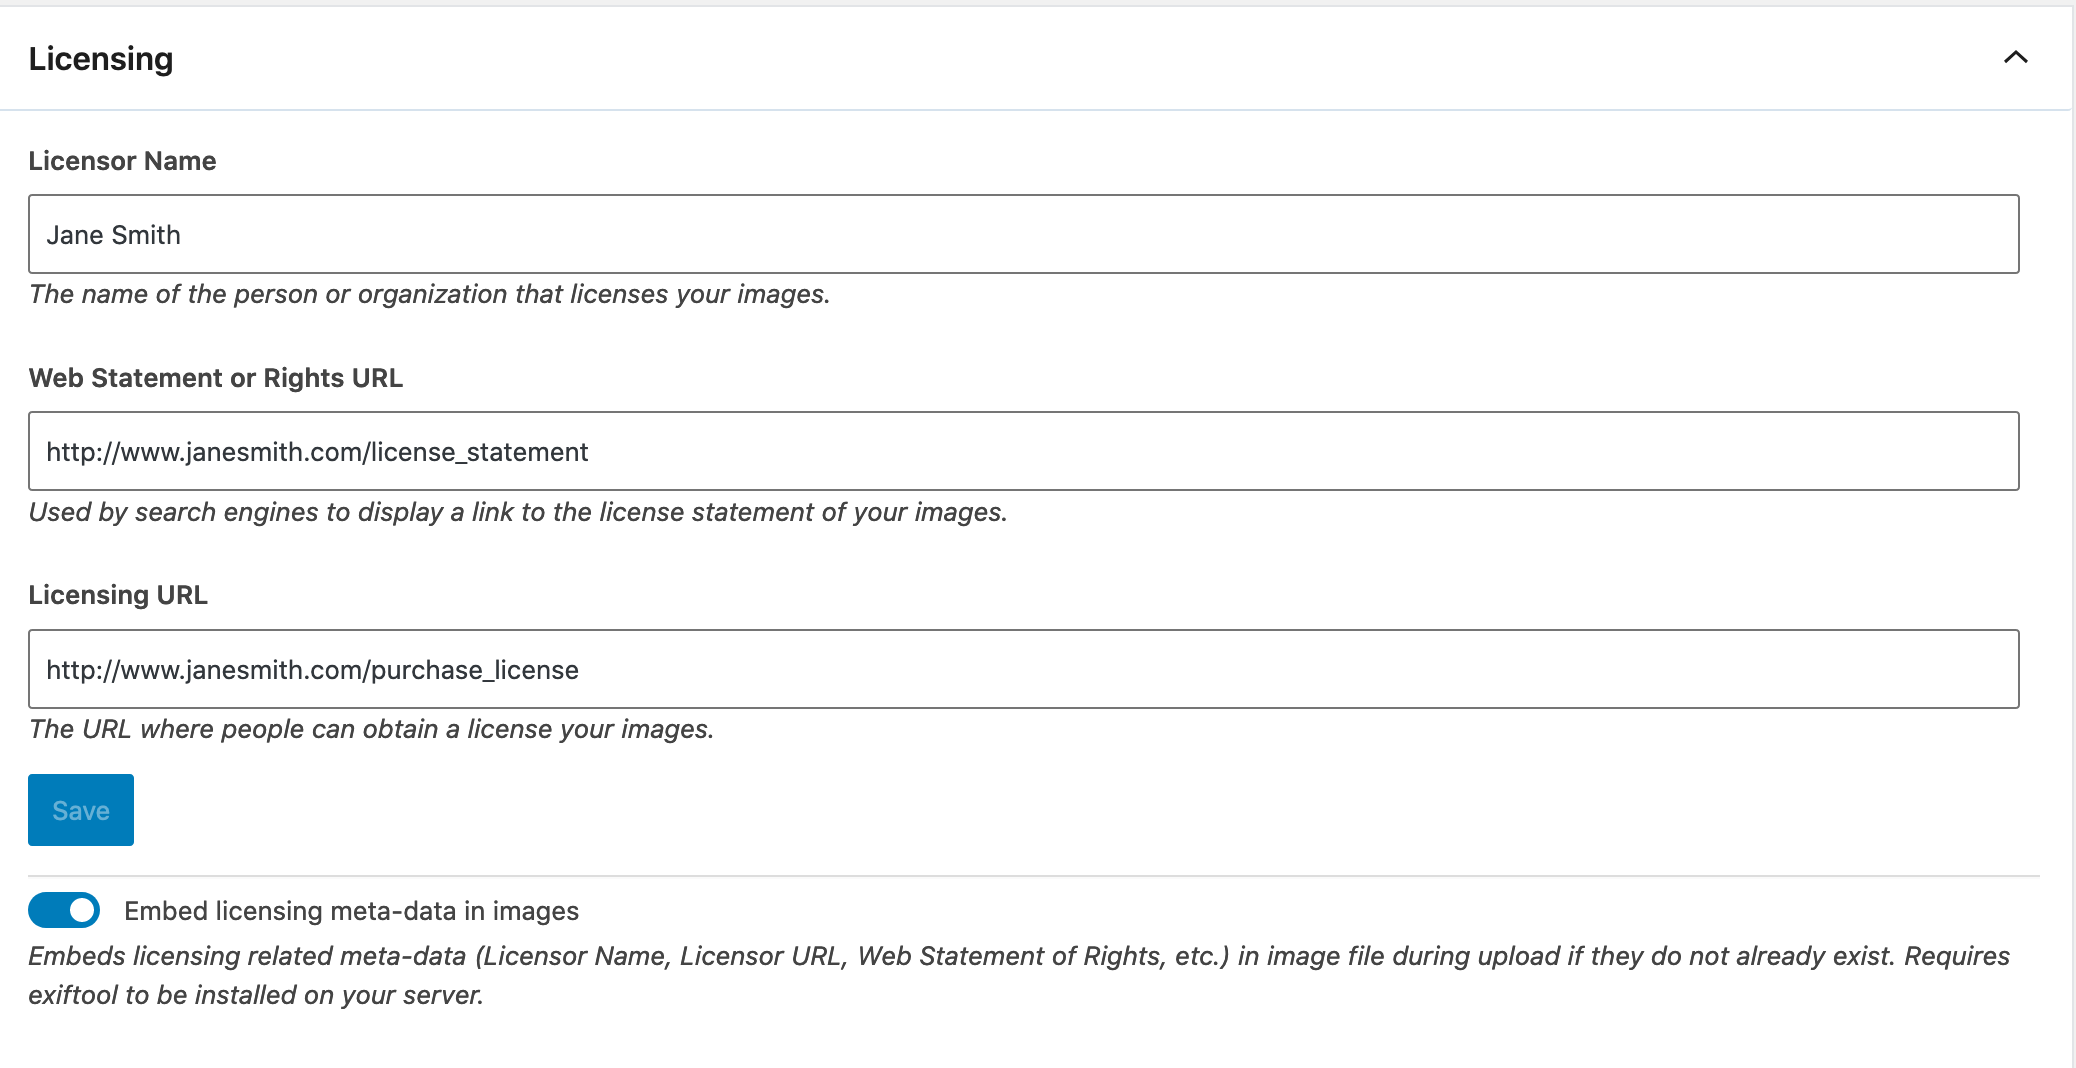 Licensing
Licensor Name
Jane Smith
The name of the person or organization that licenses your images.
Web Statement or Rights URL
http://www.janesmith.com/license_statement
Used by search engines to display a link to the license statement of your images.
Licensing URL
http://www.janesmith.com/purchase_license
The URL where people can obtain a license your images.
Save
Embed licensing meta-data in images
Embeds licensing related meta-data (Licensor Name, Licensor URL, Web Statement of Rights, etc.) in image file during upload if they do not already exist. Requires
exiftool to be installed on your server.